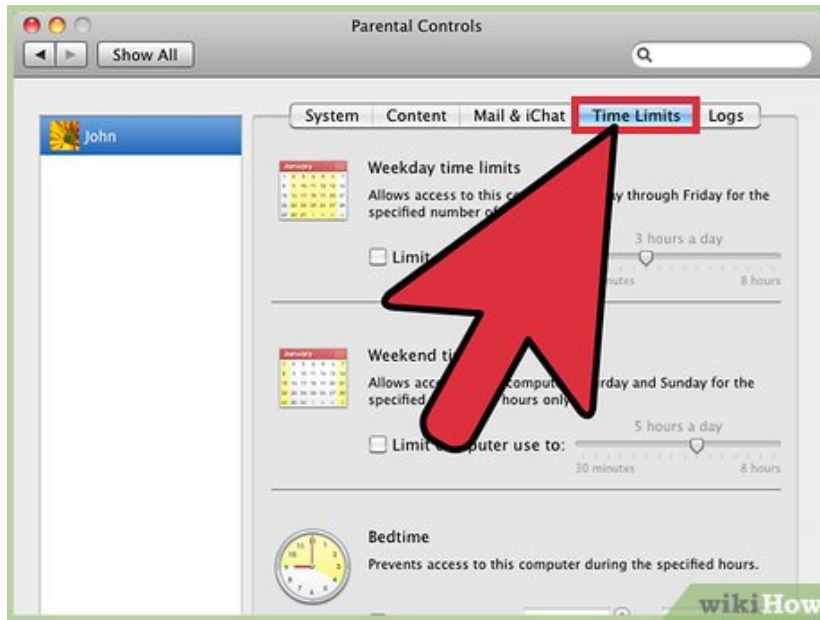 Parental Controls
Show All
System Content Mail & iChat Time Limits Logs
John
Weekday time limits
Allows access to this y through Friday for the
specified number of
Limit
3 hours a day
nutes 8 hours
Weekend ti
Allows acc comput rday and Sunday for the
specified hours only
Limit puter use to:
5 hours a day
30 minutes 8 hours
Bedtime
Prevents access to this computer during the specified hours.
wikiHow